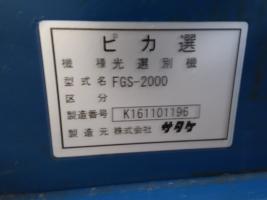 ピカ選
機種 光選別機
型式名 FGS-2000
区分
製造番号 K161101196
製造元 株式会社 サタケ